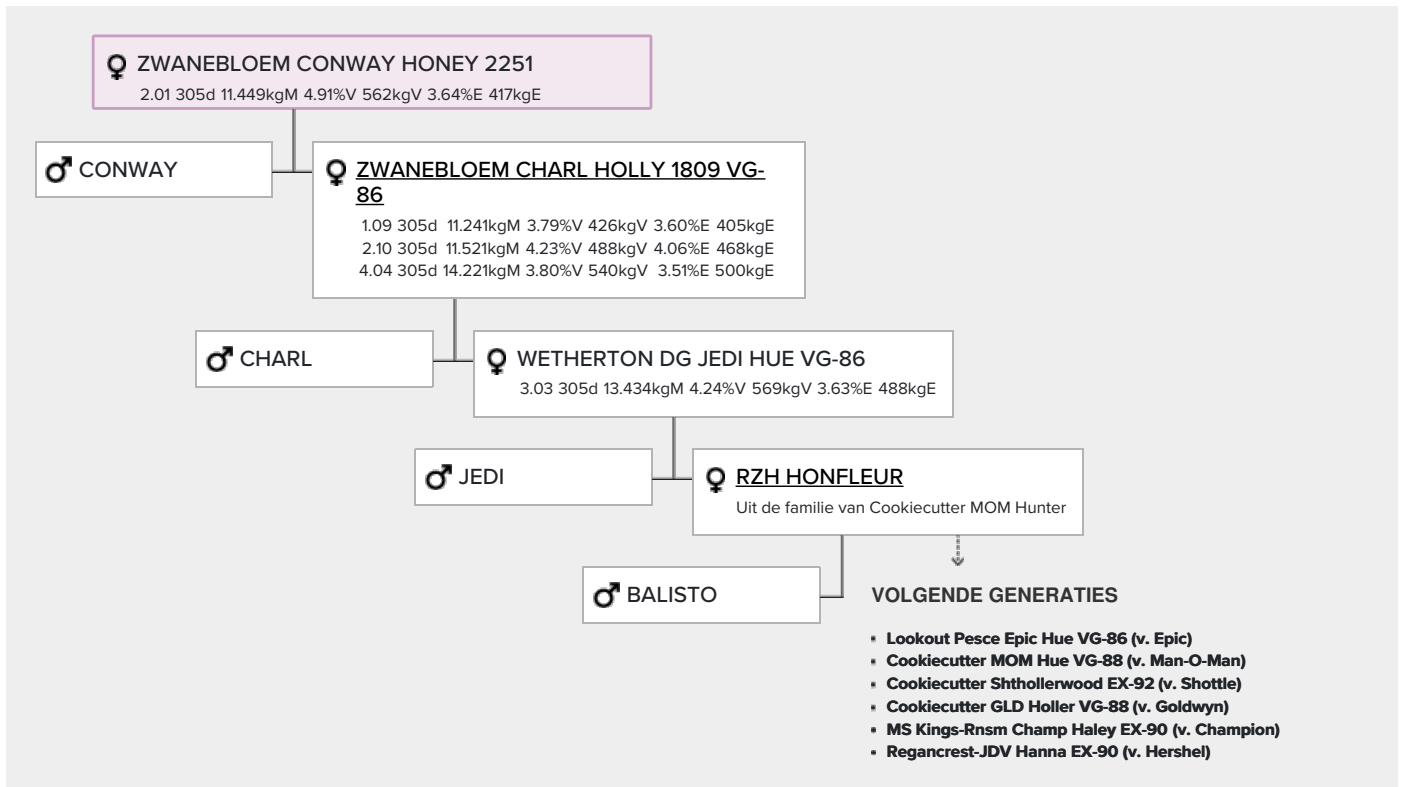 ZWANEBLOEM CONWAY HONEY 2251
2.01 305d 11.449kgM 4.91%V 562kgV 3.64%E 417kgE
CONWAY
ZWANEBLOEM CHARL HOLLY 1809 VG-
86
1.09 305d 11.241kgM 3.79%V 426kgV 3.60%E 405kgE
2.10 305d 11.521kgM 4.23%V 488kgV 4.06%E 468kgE
4.04 305d 14.221kgM 3.80%V 540kgV 3.51%E 500kgE
CHARL
WETHERTON DG JEDI HUE VG-86
3.03 305d 13.434kgM 4.24%V 569kgV 3.63%E 488kgE
JEDI
RZH HONFLEUR
Uit de familie van Cookiecutter MOM Hunter
BALISTO
VOLGENDE GENERATIES
Lookout Pesce Epic Hue VG-86 (v. Epic)
Cookiecutter MOM Hue VG-88 (v. Man-O-Man)
Cookiecutter Shthollerwood EX-92 (v. Shottle)
Cookiecutter GLD Holler VG-88 (v. Goldwyn)
MS Kings-Rnsm Champ Haley EX-90 (v. Champion)
Regancrest-JDV Hanna EX-90 (v. Hershel)